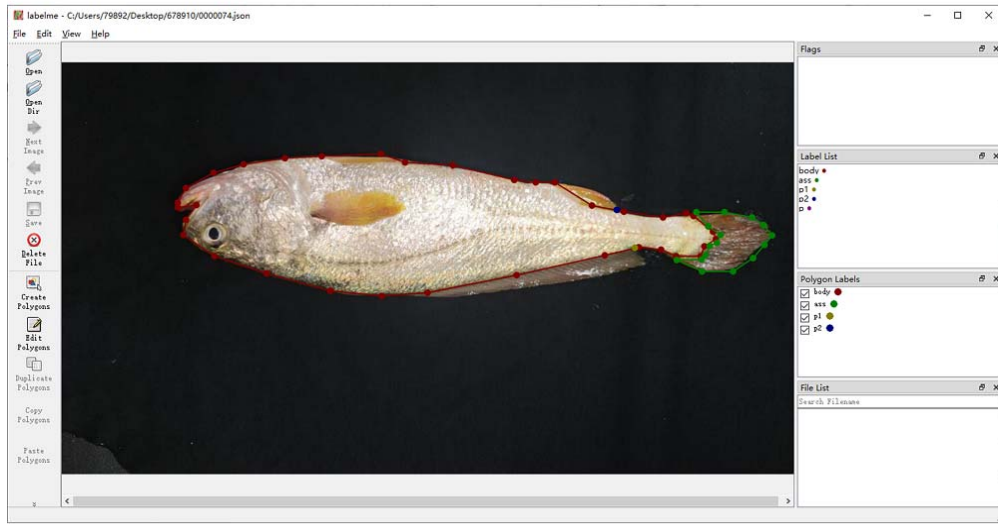 labelme - C:/Users/79892/Desktop/678910/0000074.json
File Edit View Help
Open
Open
Dir
Next
Image
Prev
Image
Save
Delete
File
Create
Polygons
Edit
Polygons
Duplicate
Polygons
Copy
Polygons
Paste
Polygons
Flags
Label List
body
ass
p1
p2
p
Polygon Labels
body
ass
p1
p2
File List
Search Filename